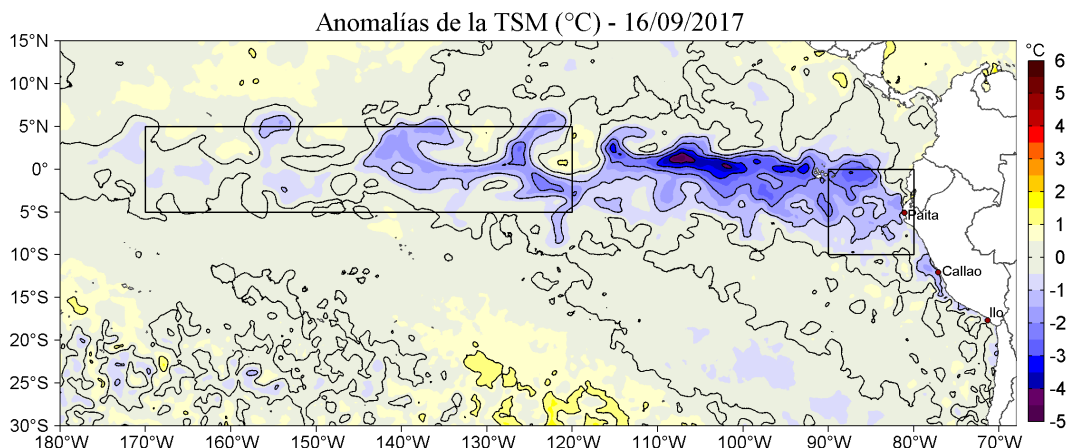 Anomalías de la TSM (°C) - 16/09/2017
15°N
10°N
5°N
0°
5°S
10°S
15°S
20°S
25°S
30°S
180°W
170°W
160°W
150°W
140°W
130°W
120°W
110°W
100°W
90°W
80°W
70°W
Paita
Callao
Ilo
°C
6
5
4
3
2
1
0
-1
-2
-3
-4
-5